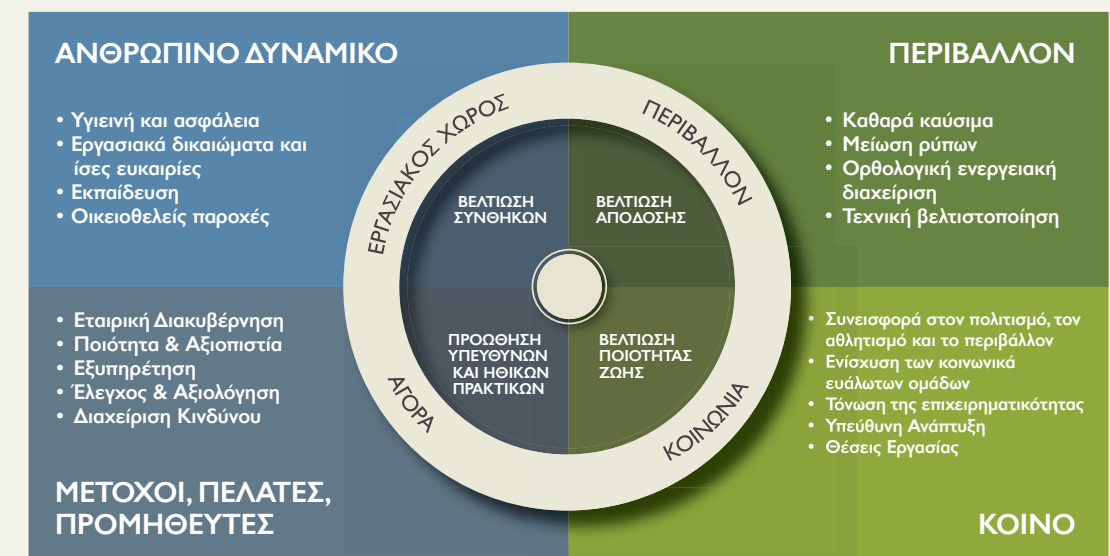 ΑΝΘΡΩΠΙΝΟ ΔΥΝΑΜΙΚΟ
• Υγιεινή και ασφάλεια
• Εργασιακά δικαιώματα και
ίσες ευκαιρίες
• Εκπαίδευση
• Οικειοθελείς παροχές
ΠΕΡΙΒΑΛΛΟΝ
• Καθαρά καύσιμα
• Μείωση ρύπων
• Ορθολογική ενεργειακή
διαχείριση
• Τεχνική βελτιστοποίηση
ΕΡΓΑΣΙΑΚΟΣ ΧΩΡΟΣ
ΠΕΡΙΒΑΛΛΟΝ
ΒΕΛΤΙΩΣΗ
ΣΥΝΘΗΚΩΝ
ΒΕΛΤΙΩΣΗ
ΑΠΟΔΟΣΗΣ
ΠΡΟΩΘΗΣΗ
ΥΠΕΥΘΥΝΩΝ
ΚΑΙ ΗΘΙΚΩΝ
ΠΡΑΚΤΙΚΩΝ
ΒΕΛΤΙΩΣΗ
ΠΟΙΟΤΗΤΑΣ
ΖΩΗΣ
ΑΓΟΡΑ
ΚΟΙΝΩΝΙΑ
• Εταιρική Διακυβέρνηση
• Ποιότητα & Αξιοπιστία
• Εξυπηρέτηση
• Έλεγχος & Αξιολόγηση
• Διαχείριση Κινδύνου
ΜΕΤΟΧΟΙ, ΠΕΛΑΤΕΣ,
ΠΡΟΜΗΘΕΥΤΕΣ
• Συνεισφορά στον πολιτισμό, τον
αθλητισμό και το περιβάλλον
• Ενίσχυση των κοινωνικά
ευάλωτων ομάδων
• Τόνωση της επιχειρηματικότητας
• Υπεύθυνη Ανάπτυξη
• Θέσεις Εργασίας
ΚΟΙΝΟ